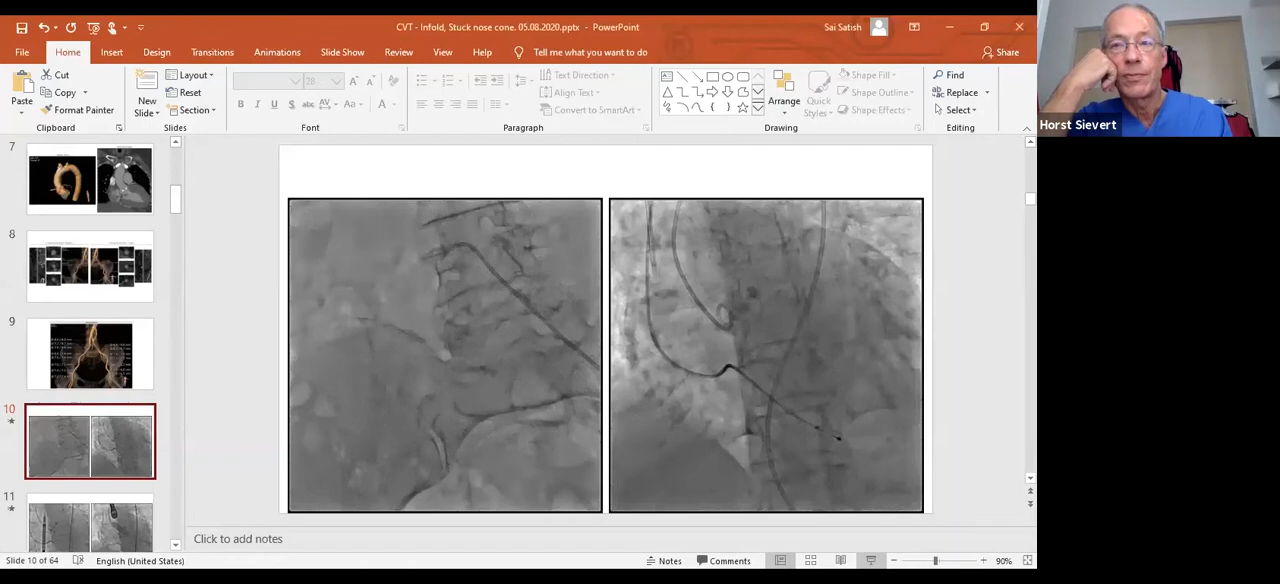 CVT - Infold, Stuck nose cone. 05.08.2020.pptx - PowerPoint
Sai Satish
File Home Insert Design Transitions Animations Slide Show Review View Help Tell me what you want to do Share
Paste
Cut
Copy
Format Painter
Clipboard
New Slide
Layout
Reset
Section
Slides
28
B I U S abc AV Aa A
Font
Text Direction
Align Text
Convert to SmartArt
Paragraph
Arrange
Quick Styles
Shape Fill
Shape Outline
Shape Effects
Drawing
Find
Replace
Select
Editing
Horst Sievert
7
8
9
10
11
Click to add notes
Slide 10 of 64 English (United States) Notes Comments 90%